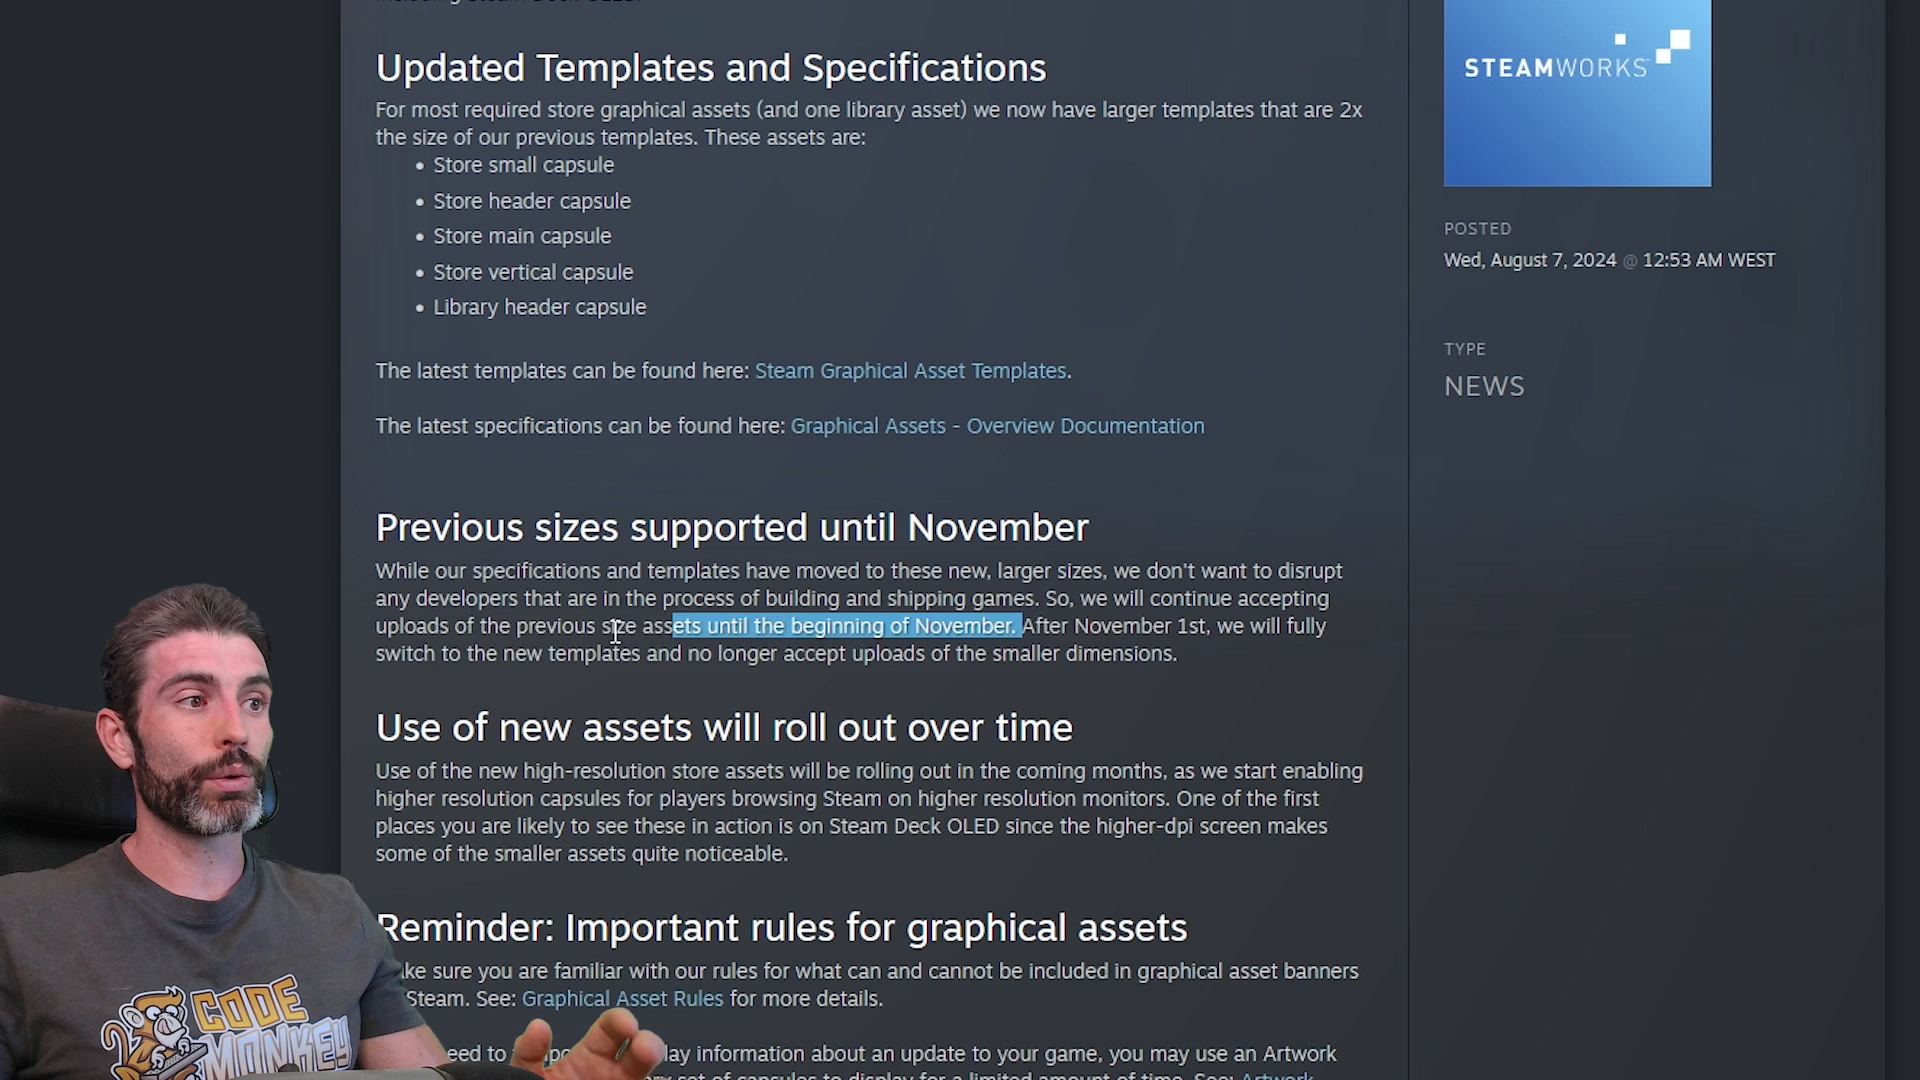 Updated Templates and Specifications
For most required store graphical assets (and one library asset) we now have larger templates that are 2x
the size of our previous templates. These assets are:
• Store small capsule
• Store header capsule
• Store main capsule
• Store vertical capsule
• Library header capsule
The latest templates can be found here: Steam Graphical Asset Templates.
The latest specifications can be found here: Graphical Assets - Overview Documentation
Previous sizes supported until November
While our specifications and templates have moved to these new, larger sizes, we don't want to disrupt
any developers that are in the process of building and shipping games. So, we will continue accepting
uploads of the previous size assets until the beginning of November. After November 1st, we will fully
switch to the new templates and no longer accept uploads of the smaller dimensions.
Use of new assets will roll out over time
Use of the new high-resolution store assets will be rolling out in the coming months, as we start enabling
higher resolution capsules for players browsing Steam on higher resolution monitors. One of the first
places you are likely to see these in action is on Steam Deck OLED since the higher-dpi screen makes
some of the smaller assets quite noticeable.
Reminder: Important rules for graphical assets
ke sure you are familiar with our rules for what can and cannot be included in graphical asset banners
Steam. See: Graphical Asset Rules for more details.
eed to lay information about an update to your game, you may use an Artwork
set of capsules to display for a limited amount of time. See: Artwork
STEAMWORKS
POSTED
Wed, August 7, 2024 @ 12:53 AM WEST
TYPE
NEWS
CODE
MONKEY